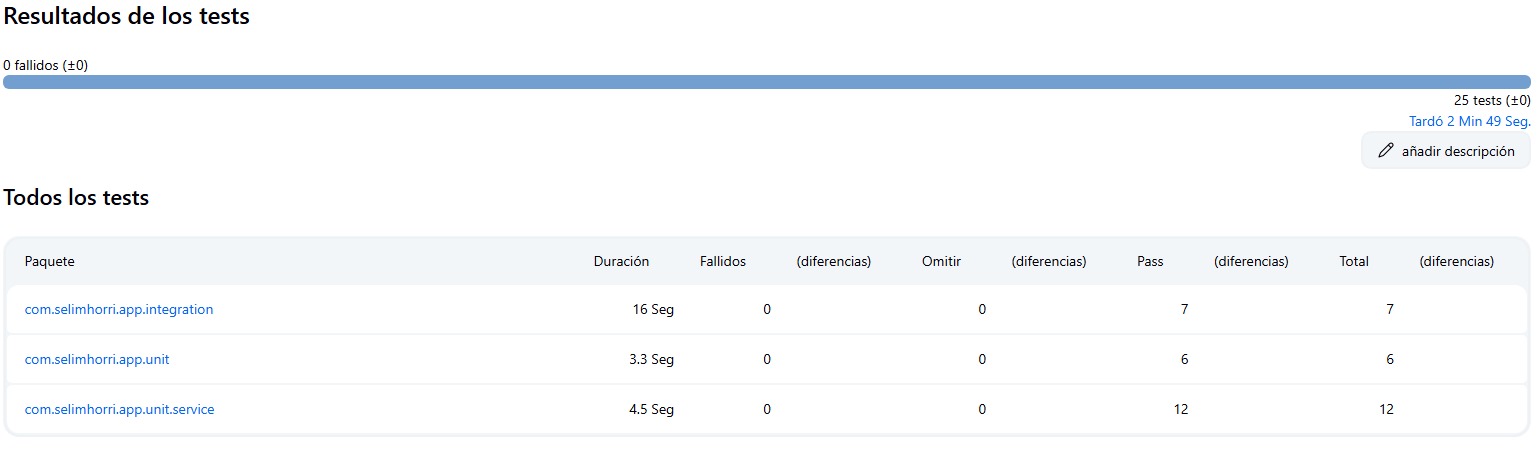 Resultados de los tests
0 fallidos (±0)
25 tests (±0)
Tardó 2 Min 49 Seg.
añadir descripción
Todos los tests
Paquete Duración Fallidos (diferencias) Omitir (diferencias) Pass (diferencias) Total (diferencias)
com.selimhorri.app.integration 16 Seg 0 0 7 7
com.selimhorri.app.unit 3.3 Seg 0 0 6 6
com.selimhorri.app.unit.service 4.5 Seg 0 0 12 12